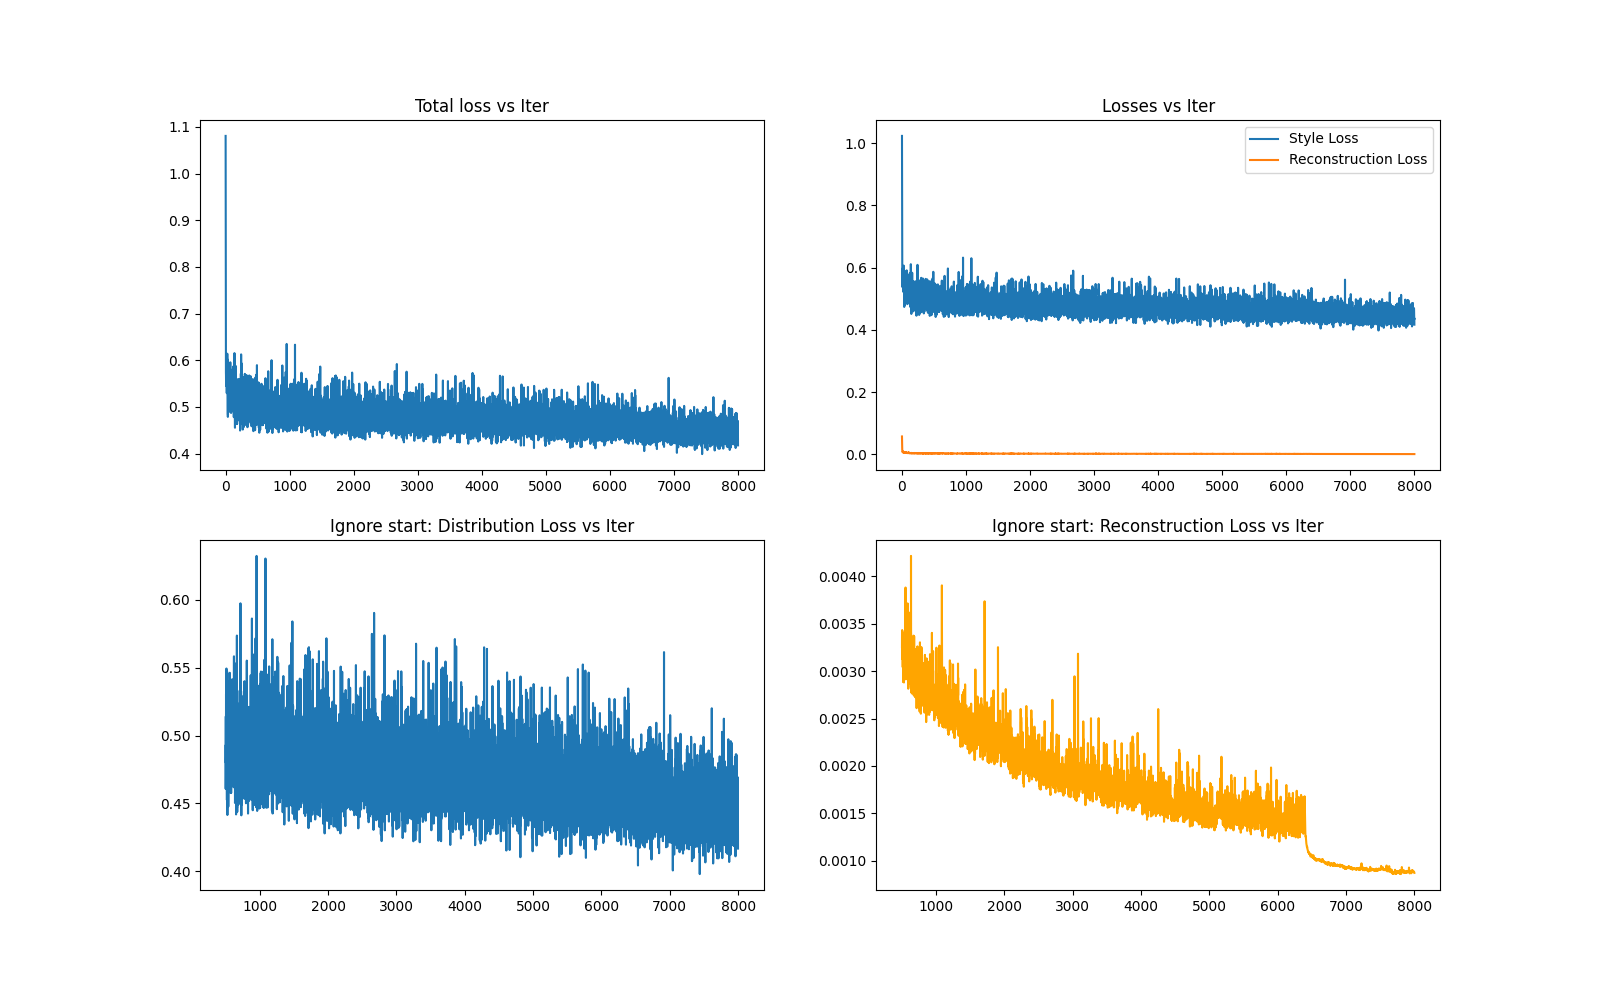 Total loss vs Iter
1.1
1.0
0.9
0.8
0.7
0.6
0.5
0.4
0 1000 2000 3000 4000 5000 6000 7000 8000
Losses vs Iter
Style Loss
Reconstruction Loss
1.0
0.8
0.6
0.4
0.2
0.0
0 1000 2000 3000 4000 5000 6000 7000 8000
Ignore start: Distribution Loss vs Iter
0.60
0.55
0.50
0.45
0.40
1000 2000 3000 4000 5000 6000 7000 8000
Ignore start: Reconstruction Loss vs Iter
0.0040
0.0035
0.0030
0.0025
0.0020
0.0015
0.0010
1000 2000 3000 4000 5000 6000 7000 8000